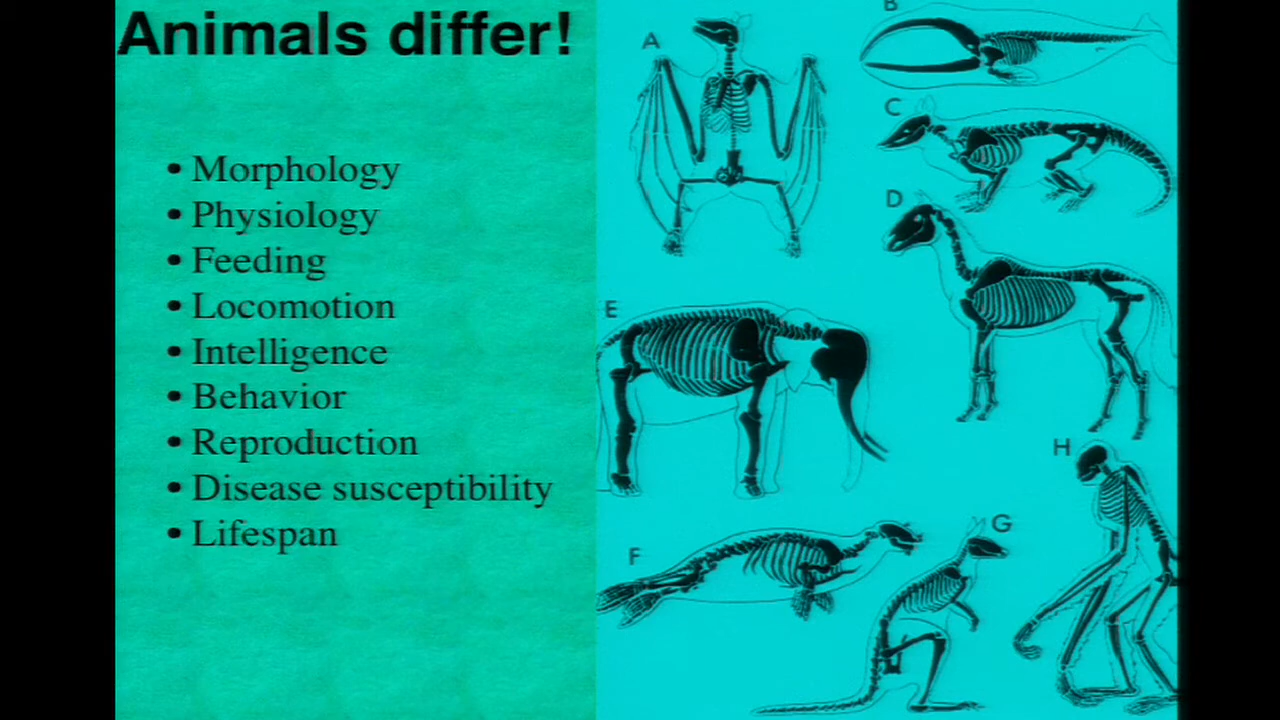 Animals differ!
• Morphology
• Physiology
• Feeding
• Locomotion
• Intelligence
• Behavior
• Reproduction
• Disease susceptibility
• Lifespan
A
B
C
D
E
H
G
F